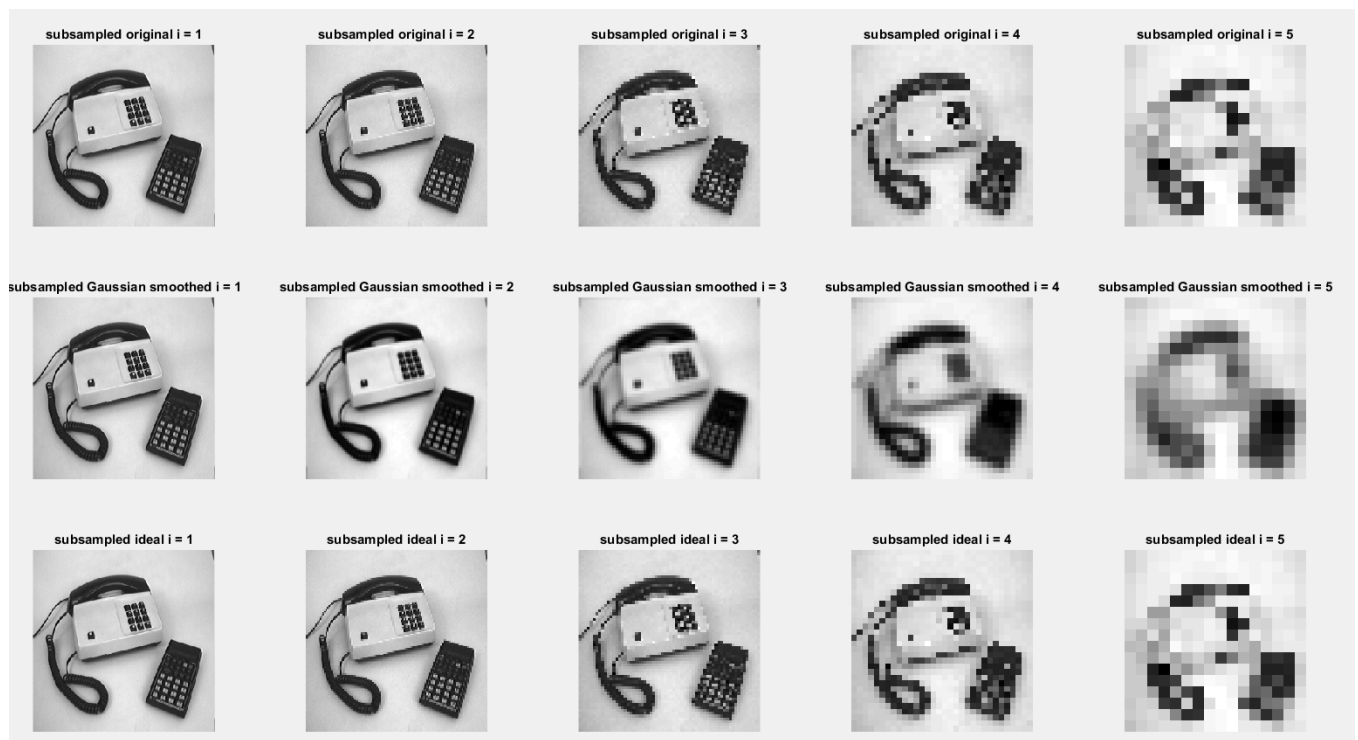 subsampled original i = 1
subsampled original i = 2
subsampled original i = 3
subsampled original i = 4
subsampled original i = 5
subsampled Gaussian smoothed i = 1
subsampled Gaussian smoothed i = 2
subsampled Gaussian smoothed i = 3
subsampled Gaussian smoothed i = 4
subsampled Gaussian smoothed i = 5
subsampled ideal i = 1
subsampled ideal i = 2
subsampled ideal i = 3
subsampled ideal i = 4
subsampled ideal i = 5